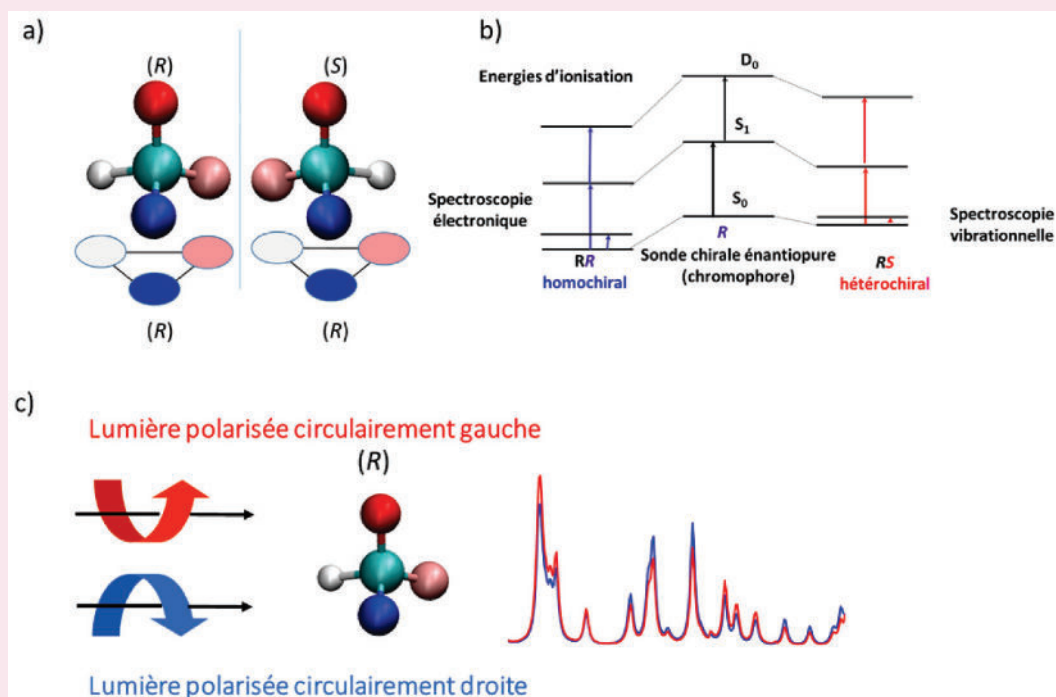 a)
(R)
(S)
(R)
(R)
b)
Energies d'ionisation
D0
S1
Spectroscopie
électronique
S0
R
RR
homochiral
Sonde chirale énantiopure
(chromophore)
RS
hétérochiral
Spectroscopie
vibrationnelle
c)
Lumière polarisée circulairement gauche
(R)
Lumière polarisée circulairement droite